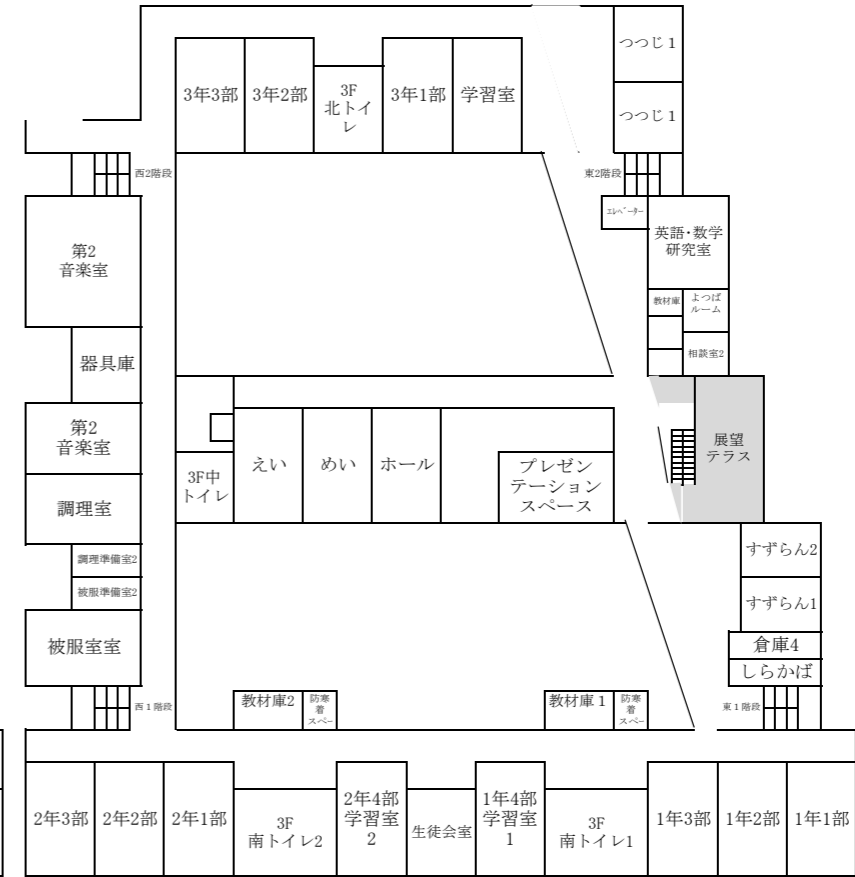 つつじ１
3年3部
3年2部
3F
北トイ
レ
3年1部
学習室
つつじ１
西2階段
東2階段
ｴﾚﾍﾞｰﾀｰ
第2
音楽室
英語･数学
研究室
教材庫
よつば
ルーム
器具庫
相談室2
第2
音楽室
えい
めい
ホール
プレゼン
テーション
スペース
展望
テラス
3F中
トイレ
調理室
調理準備室2
被服準備室2
被服室室
すずらん2
すずらん1
倉庫4
しらかば
西１階段
教材庫2
防寒
着
スペー
教材庫１
防寒
着
スペー
東１階段
2年3部
2年2部
2年1部
3F
南トイレ2
2年4部
学習室
2
生徒会室
1年4部
学習室
1
3F
南トイレ1
1年3部
1年2部
1年1部